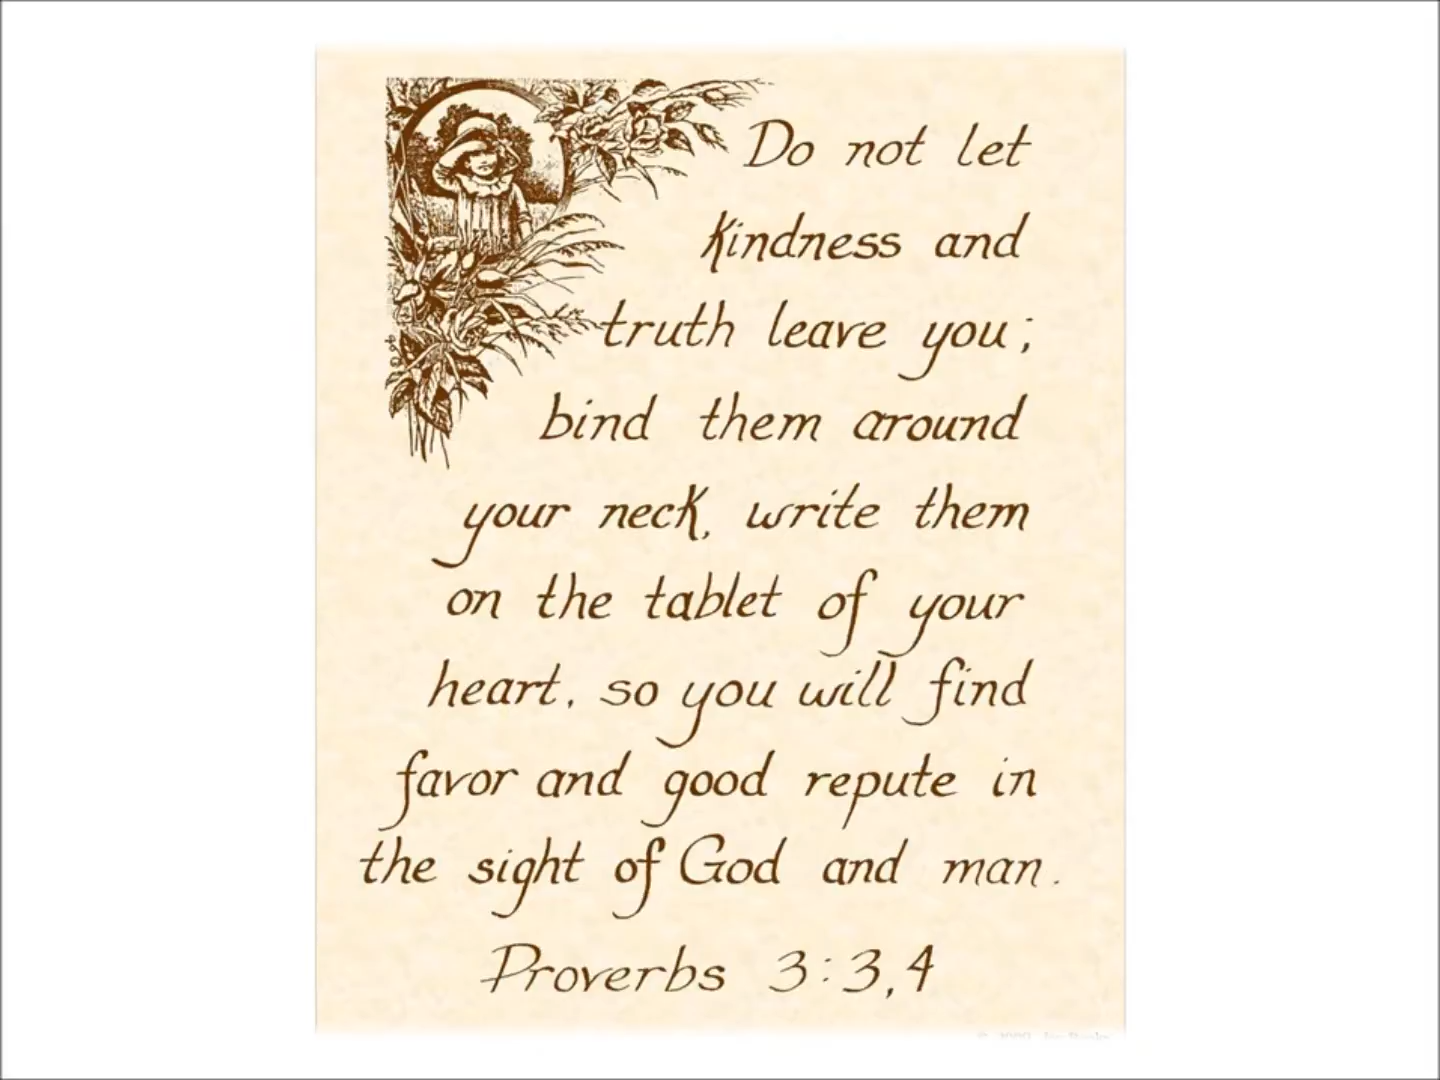 Do not let
kindness and
truth leave you;
bind them around
your neck, write them
on the tablet of your
heart, so you will find
favor and good repute in
the sight of God and man.
Proverbs 3:3,4